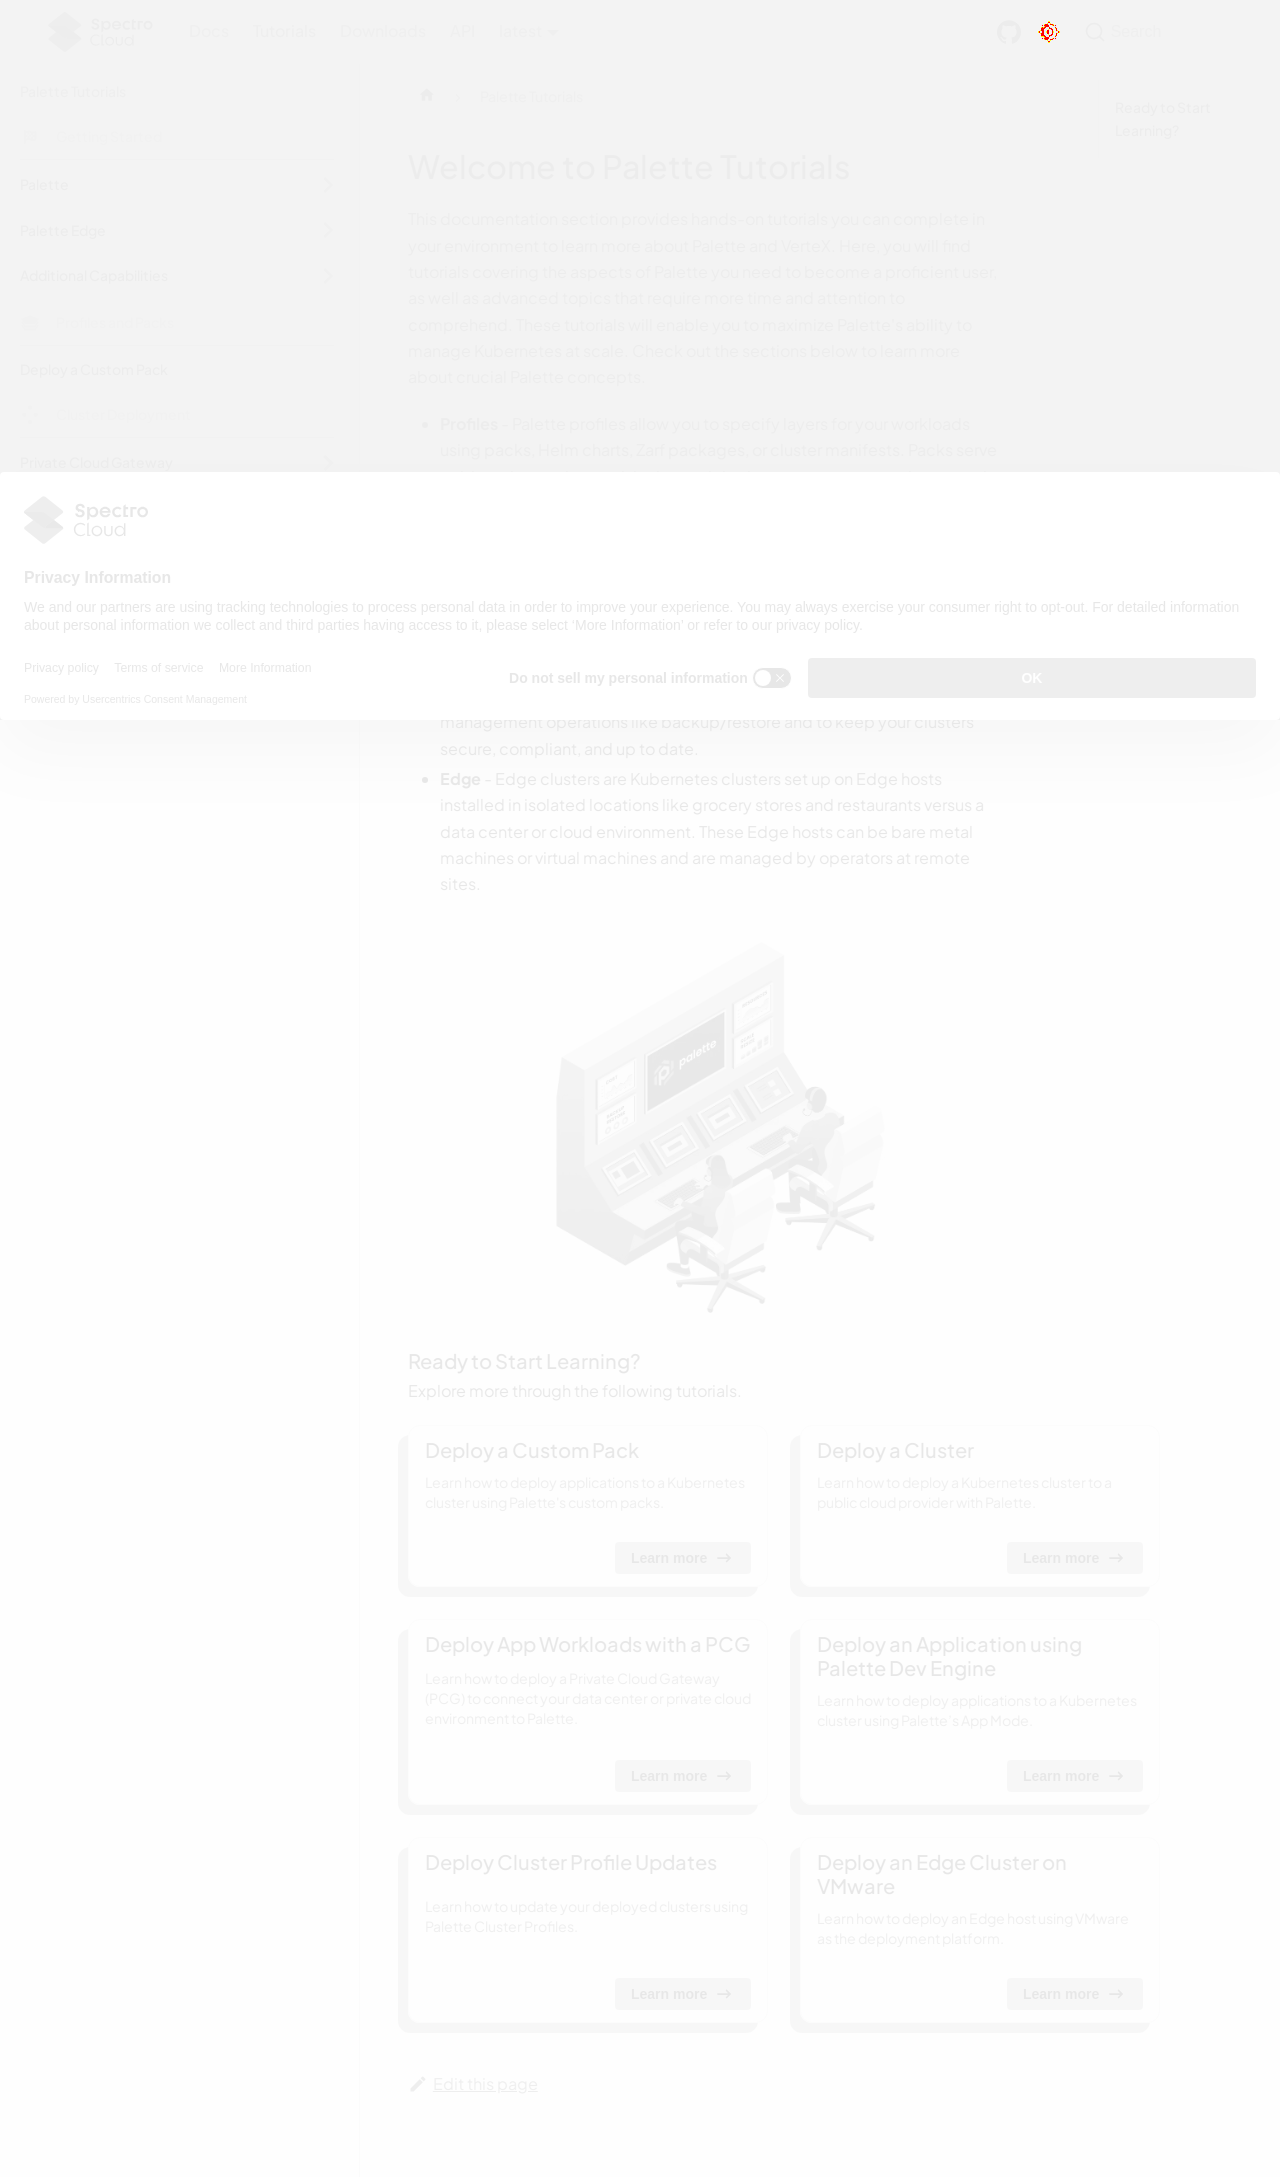 Spectro
Cloud
Docs
Tutorials
Downloads
API
Search
Palette Tutorials
Palette
Palette Edge
Additional Capabilities
Deploy a Custom Pack
Private Cloud Gateway
Ready to Start
Learning?
Welcome to Palette Tutorials
This documentation section provides hands-on tutorials you can complete in
your environment to learn more about Palette and VerteX. Here, you will find
tutorials covering the aspects of Palette you need to become a proficient user,
as well as advanced topics that require more time and attention to
comprehend. These tutorials will enable you to maximize Palette's ability to
manage Kubernetes at scale. Check out the sections below to learn more
about crucial Palette concepts.
Profiles - Palette profiles allow you to specify layers for your workloads
using packs, Helm charts, Zarf packages, or cluster manifests. Packs serve
Spectro
Cloud
Privacy Information
We and our partners are using tracking technologies to process personal data in order to improve your experience. You may always exercise your consumer right to opt-out. For detailed information
about personal information we collect and third parties having access to it, please select 'More Information' or refer to our privacy policy.
Privacy policy Terms of service More Information
Do not sell my personal information
OK
Powered by Usercentrics Consent Management
management operations like backup/restore and to keep your clusters
secure, compliant, and up to date.
Edge - Edge clusters are Kubernetes clusters set up on Edge hosts
installed in isolated locations like grocery stores and restaurants versus a
data center or cloud environment. These Edge hosts can be bare metal
machines or virtual machines and are managed by operators at remote
sites.
palette
Ready to Start Learning?
Explore more through the following tutorials.
Deploy a Custom Pack
Learn how to deploy applications to a Kubernetes
cluster using Palette's custom packs.
Learn more
Deploy a Cluster
Learn how to deploy a Kubernetes cluster to a
public cloud provider with Palette.
Learn more
Deploy App Workloads with a PCG
Learn how to deploy a Private Cloud Gateway
(PCG) to connect your data center or private cloud
environment to Palette.
Learn more
Deploy an Application using
Palette Dev Engine
Learn how to deploy applications to a Kubernetes
cluster using Palette's App Mode.
Learn more
Deploy Cluster Profile Updates
Learn how to update your deployed clusters using
Palette Cluster Profiles.
Learn more
Deploy an Edge Cluster on
VMware
Learn how to deploy an Edge host using VMware
as the deployment platform.
Learn more
Edit this page